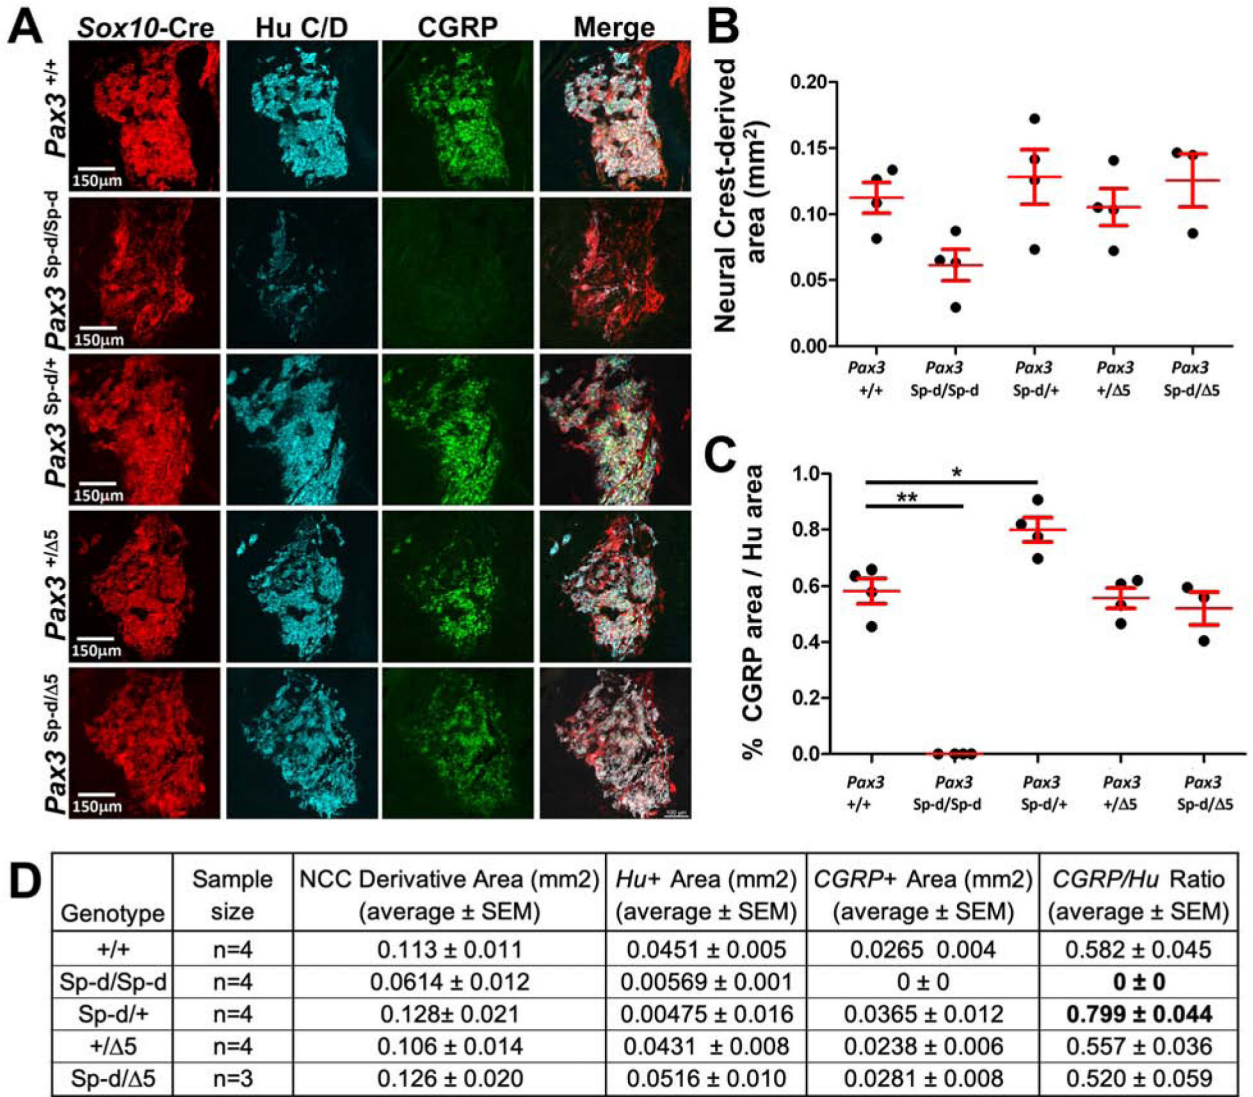 A
Sox10-Cre Hu C/D CGRP Merge
Pax3 +/+
150µm
Pax3 Sp-d/Sp-d
150µm
Pax3 Sp-d/+
150µm
Pax3 +/Δ5
150µm
Pax3 Sp-d/Δ5
150µm
B
Neural Crest-derived
area (mm²)
0.20
0.15
0.10
0.05
0.00
Pax3 Pax3 Pax3 Pax3 Pax3
+/+ Sp-d/Sp-d Sp-d/+ +/Δ5 Sp-d/Δ5
C
% CGRP area / Hu area
1.0
0.8
0.6
0.4
0.2
0.0
*
**
Pax3 Pax3 Pax3 Pax3 Pax3
+/+ Sp-d/Sp-d Sp-d/+ +/Δ5 Sp-d/Δ5
D
Genotype Sample size NCC Derivative Area (mm2) (average ± SEM) Hu+ Area (mm2) (average ± SEM) CGRP+ Area (mm2) (average ± SEM) CGRP/Hu Ratio (average ± SEM)
+/+ n=4 0.113 ± 0.011 0.0451 ± 0.005 0.0265 0.004 0.582 ± 0.045
Sp-d/Sp-d n=4 0.0614 ± 0.012 0.00569 ± 0.001 0 ± 0 0 ± 0
Sp-d/+ n=4 0.128± 0.021 0.00475 ± 0.016 0.0365 ± 0.012 0.799 ± 0.044
+/Δ5 n=4 0.106 ± 0.014 0.0431 ± 0.008 0.0238 ± 0.006 0.557 ± 0.036
Sp-d/Δ5 n=3 0.126 ± 0.020 0.0516 ± 0.010 0.0281 ± 0.008 0.520 ± 0.059